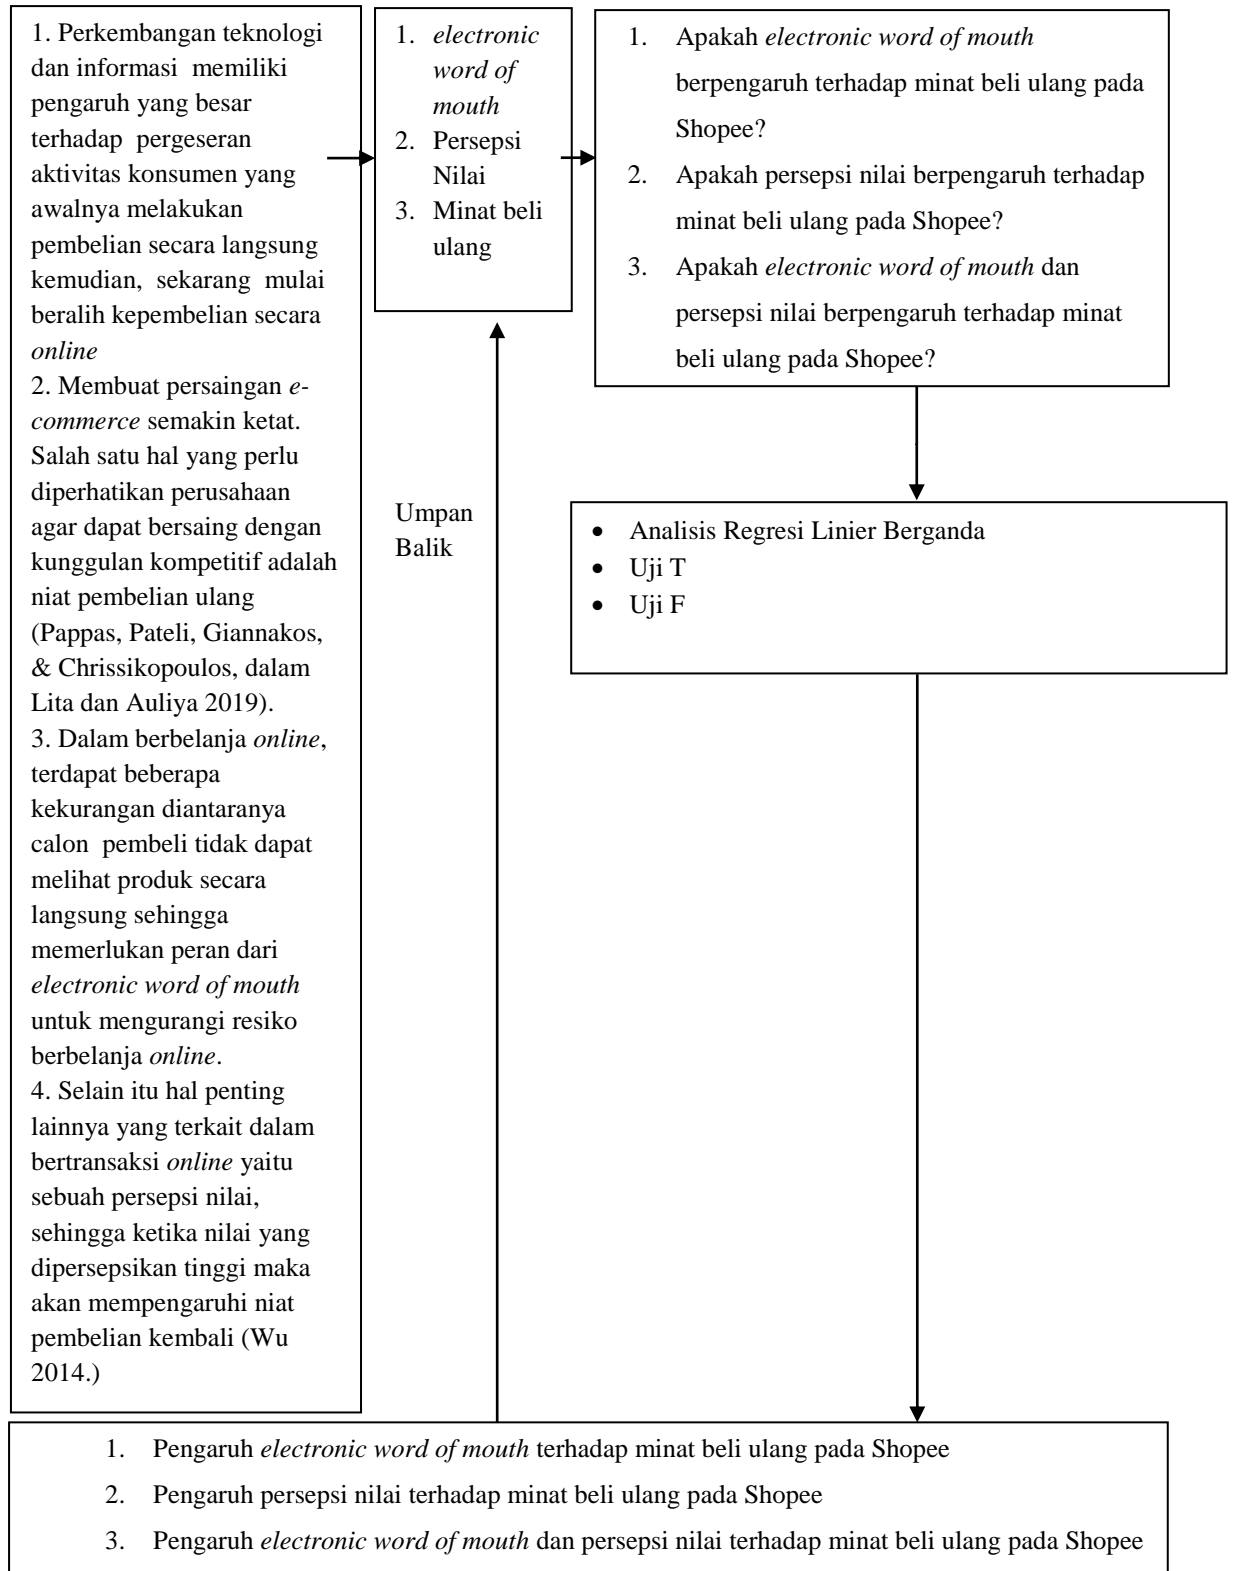 1. Perkembangan teknologi
dan informasi memiliki
pengaruh yang besar
terhadap pergeseran
aktivitas konsumen yang
awalnya melakukan
pembelian secara langsung
kemudian, sekarang mulai
beralih kepembelian secara
online
2. Membuat persaingan e-
commerce semakin ketat.
Salah satu hal yang perlu
diperhatikan perusahaan
agar dapat bersaing dengan
kunggulan kompetitif adalah
niat pembelian ulang
(Pappas, Pateli, Giannakos,
& Chrissikopoulos, dalam
Lita dan Auliya 2019).
3. Dalam berbelanja online,
terdapat beberapa
kekurangan diantaranya
calon pembeli tidak dapat
melihat produk secara
langsung sehingga
memerlukan peran dari
electronic word of mouth
untuk mengurangi resiko
berbelanja online.
4. Selain itu hal penting
lainnya yang terkait dalam
bertransaksi online yaitu
sebuah persepsi nilai,
sehingga ketika nilai yang
dipersepsikan tinggi maka
akan mempengaruhi niat
pembelian kembali (Wu
2014.)
1. electronic
word of
mouth
2. Persepsi
Nilai
3. Minat beli
ulang
1. Apakah electronic word of mouth
berpengaruh terhadap minat beli ulang pada
Shopee?
2. Apakah persepsi nilai berpengaruh terhadap
minat beli ulang pada Shopee?
3. Apakah electronic word of mouth dan
persepsi nilai berpengaruh terhadap minat
beli ulang pada Shopee?
Umpan
Balik
• Analisis Regresi Linier Berganda
• Uji T
• Uji F
1. Pengaruh electronic word of mouth terhadap minat beli ulang pada Shopee
2. Pengaruh persepsi nilai terhadap minat beli ulang pada Shopee
3. Pengaruh electronic word of mouth dan persepsi nilai terhadap minat beli ulang pada Shopee